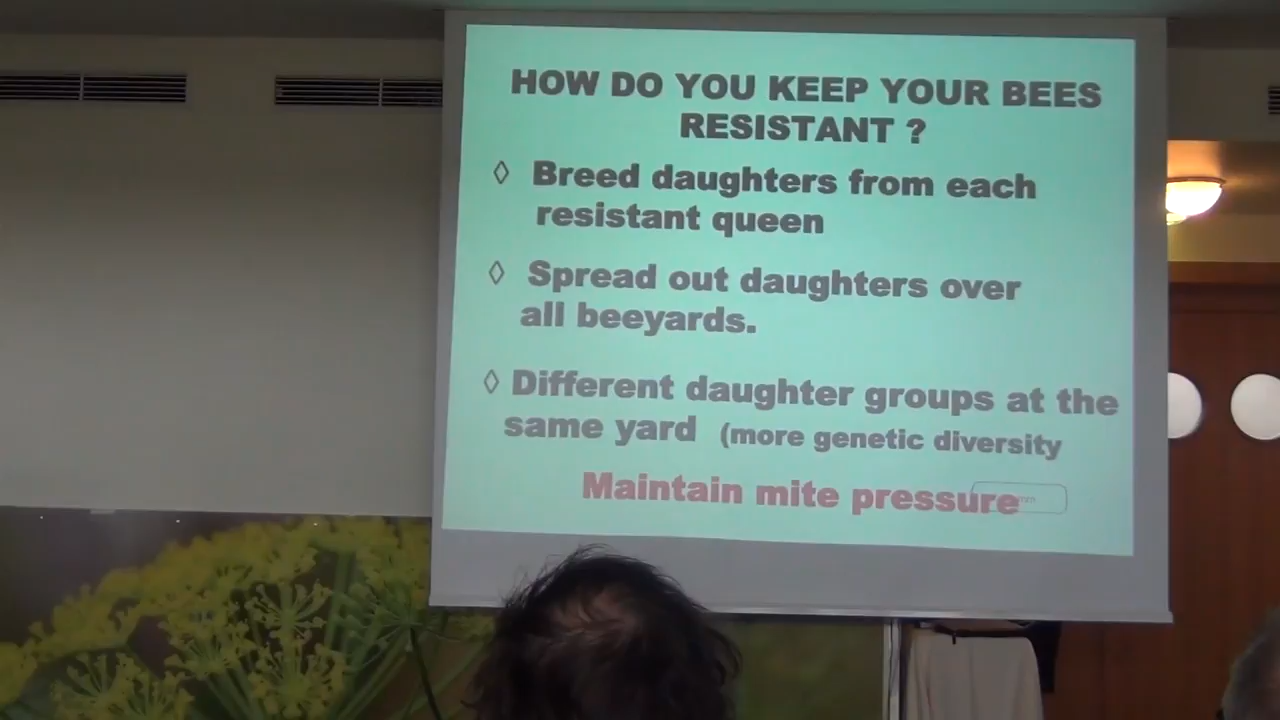 HOW DO YOU KEEP YOUR BEES
RESISTANT ?
◊ Breed daughters from each
resistant queen
◊ Spread out daughters over
all beeyards.
◊ Different daughter groups at the
same yard (more genetic diversity
Maintain mite pressure